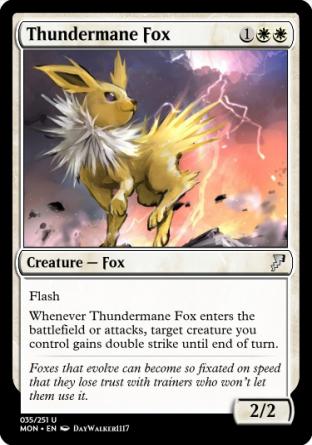 Thundermane Fox 1
Creature — Fox
Flash
Whenever Thundermane Fox enters the
battlefield or attacks, target creature you
control gains double strike until end of turn.
Foxes that evolve can become so fixated on speed
that they lose trust with trainers who won't let
them use it.
2/2
035/251 U
MON • EN DayWalker1117